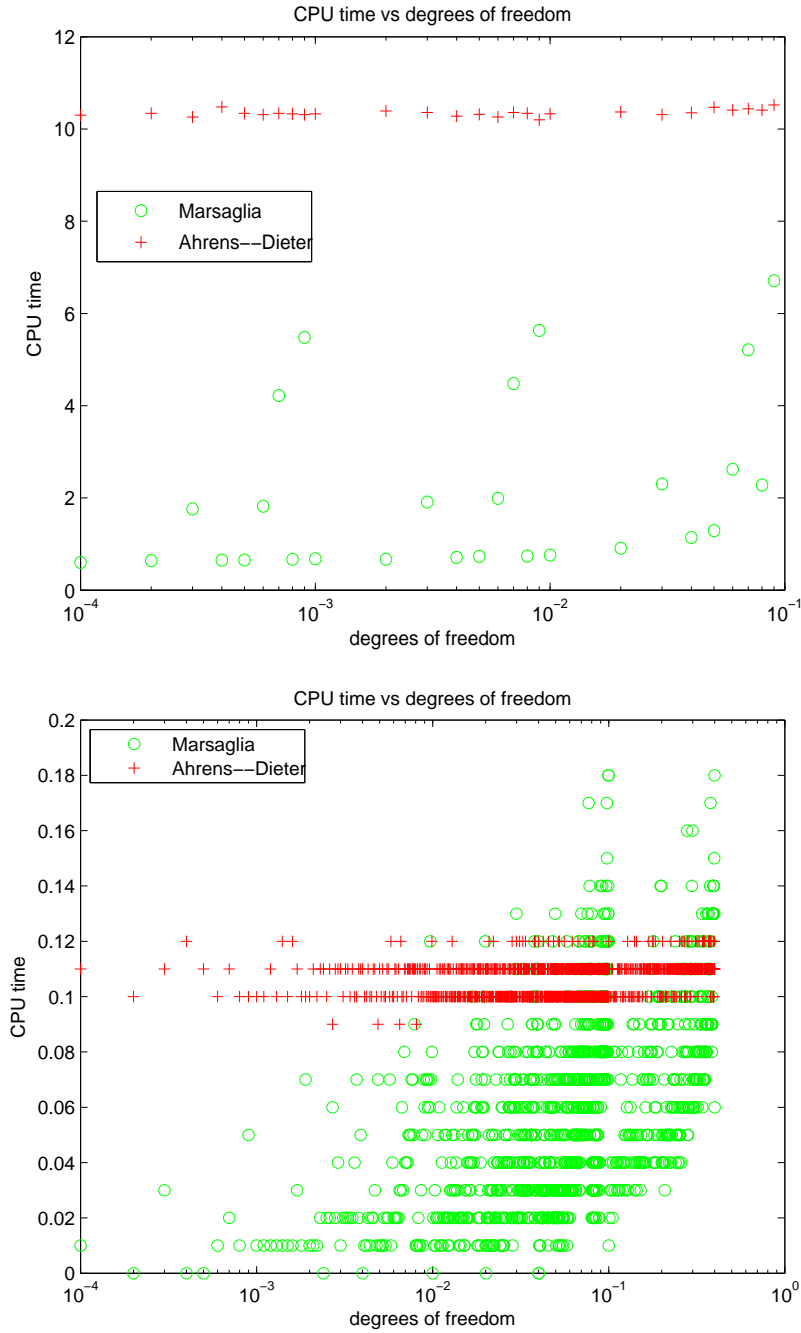 CPU time vs degrees of freedom
12
10
8
6
4
2
0
CPU time
Marsaglia
Ahrens−−Dieter
10−4
10−3
10−2
10−1
degrees of freedom
CPU time vs degrees of freedom
0.2
0.18
0.16
0.14
0.12
0.1
0.08
0.06
0.04
0.02
0
CPU time
Marsaglia
Ahrens−−Dieter
10−4
10−3
10−2
10−1
100
degrees of freedom